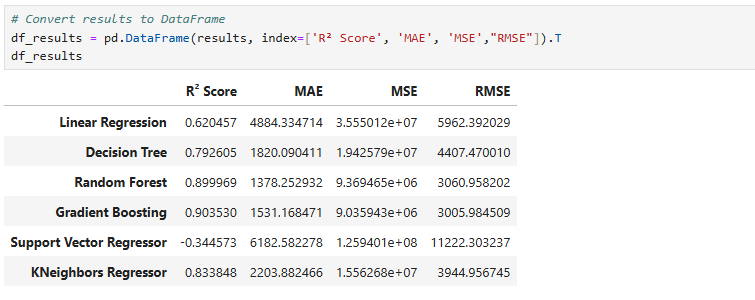 # Convert results to DataFrame
df_results = pd.DataFrame(results, index=['R² Score', 'MAE', 'MSE',"RMSE"]).T
df_results
R² Score MAE MSE RMSE
Linear Regression 0.620457 4884.334714 3.555012e+07 5962.392029
Decision Tree 0.792605 1820.090411 1.942579e+07 4407.470010
Random Forest 0.899969 1378.252932 9.369465e+06 3060.958202
Gradient Boosting 0.903530 1531.168471 9.035943e+06 3005.984509
Support Vector Regressor -0.344573 6182.582278 1.259401e+08 11222.303237
KNeighbors Regressor 0.833848 2203.882466 1.556268e+07 3944.956745